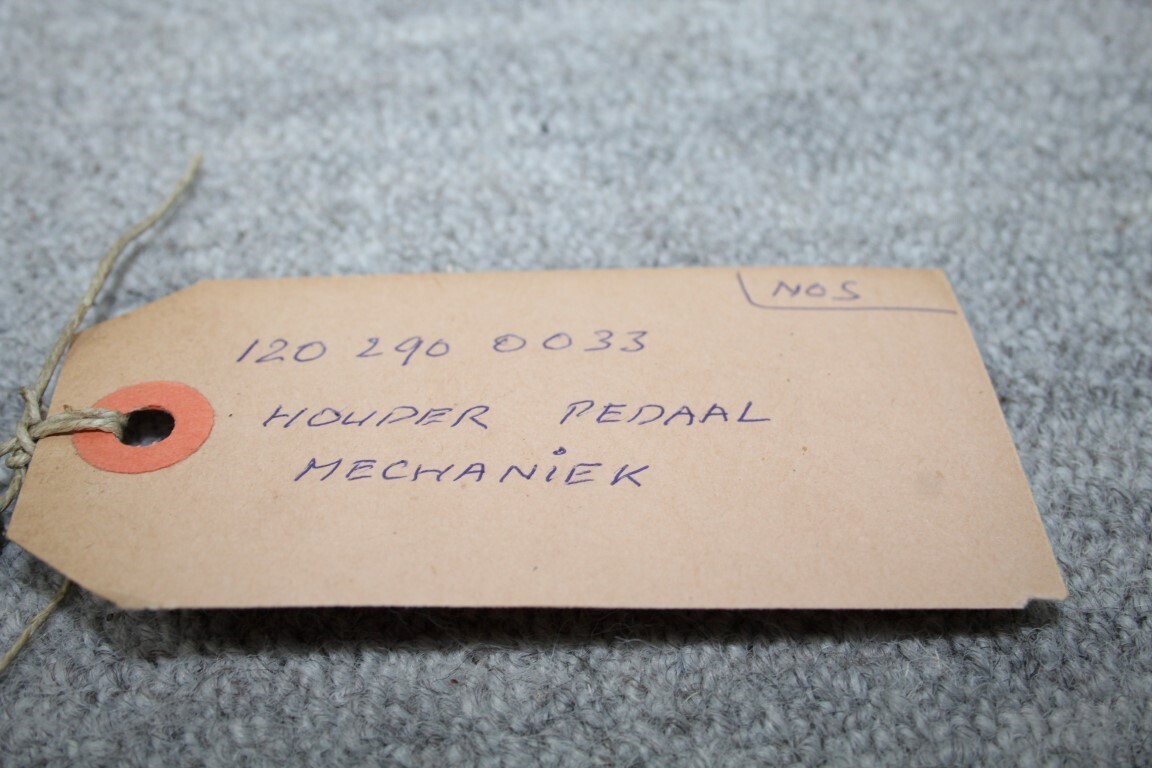 NOS
120 290 0033
HOUDER PEDAAL
MECHANiEK